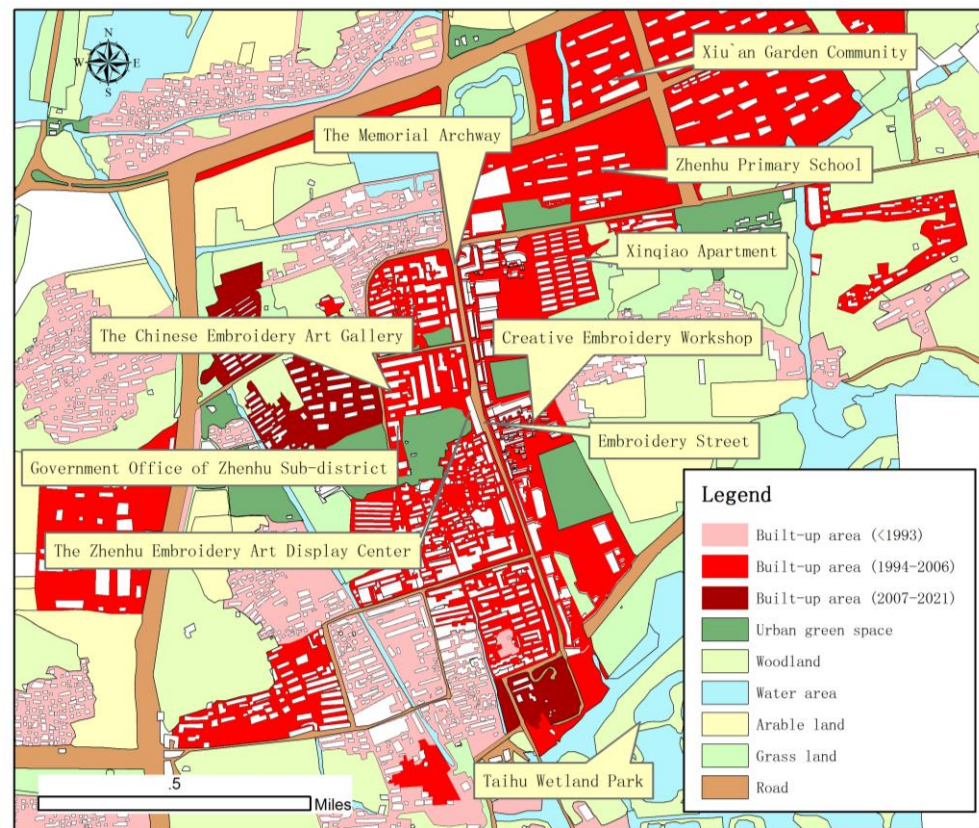 N
W E
S
Xiu`an Garden Community
The Memorial Archway
Zhenhu Primary School
Xinqiao Apartment
The Chinese Embroidery Art Gallery
Creative Embroidery Workshop
Embroidery Street
Government Office of Zhenhu Sub-district
The Zhenhu Embroidery Art Display Center
Taihu Wetland Park
.5
Miles
Legend
Built-up area (<1993)
Built-up area (1994-2006)
Built-up area (2007-2021)
Urban green space
Woodland
Water area
Arable land
Grass land
Road